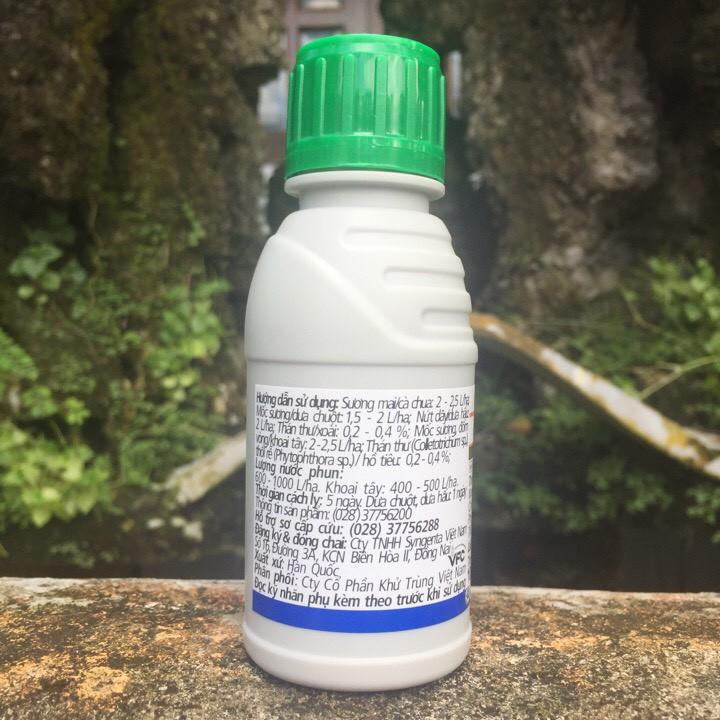 Hướng dẫn sử dụng: Sương mai/cà chua: 2 - 2,5 L/ha;
Mốc sương/dưa chuột: 1,5 - 2 L/ha; Nứt dây/dưa hấu:
2 L/ha; Thán thư/xoài: 0,2 - 0,4 %; Mốc sương, đốm
vòng/khoai tây: 2-2,5L/ha; Thán thư (Colletotrichum sp.),
thối rễ (Phytophthora sp.) / hồ tiêu: 0,2- 0,4 %;
Lượng nước phun:
600 - 1000 L/ha. Khoai tây: 400 - 500 L/ha.
Thời gian cách ly: 5 ngày. Dưa chuột, dưa hấu: 1 ngày
Thông tin sản phẩm: (028) 37756200
Hỗ trợ sơ cấp cứu: (028) 37756288
Đăng ký & đóng chai: Cty TNHH Syngenta Việt Nam
Số 15, Đường 3A, KCN Biên Hòa II, Đồng Nai
Xuất xứ: Hàn Quốc
VFC
Phân phối: Cty Cổ Phần Khử Trùng Việt Nam
Đọc kỹ nhãn phụ kèm theo trước khi sử dụng